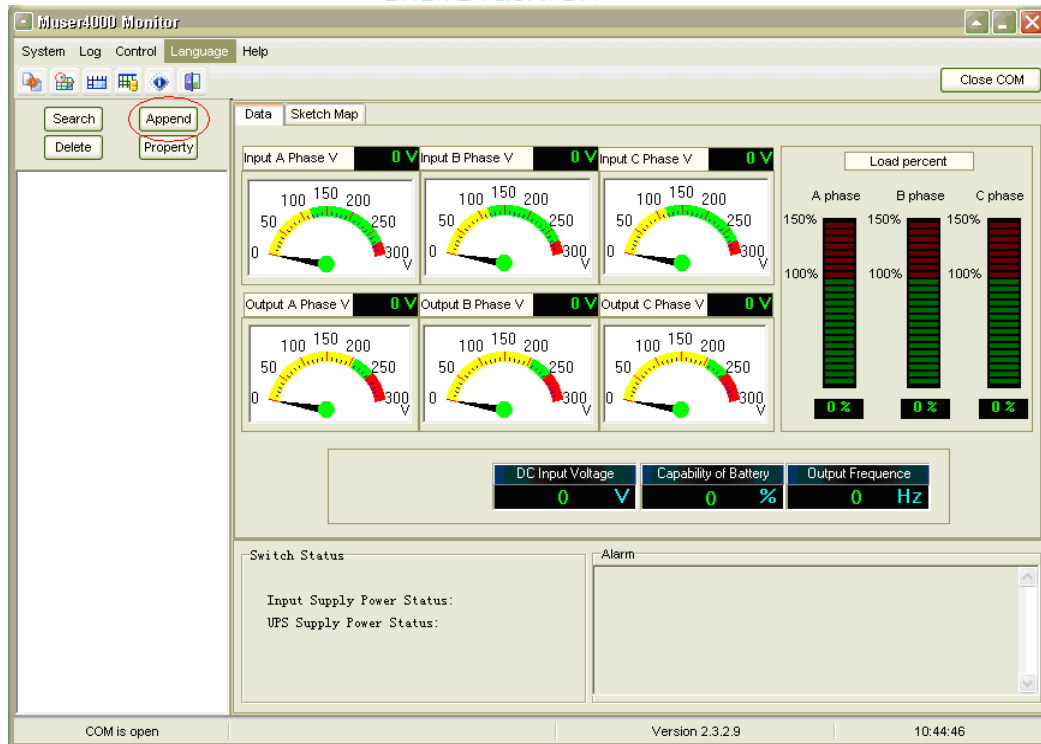 Muser4000 Monitor
System Log Control Language Help
Close COM
Search Append
Delete Property
Data Sketch Map
Input A Phase V 0 V Input B Phase V 0 V Input C Phase V 0 V
0 50 100 150 200 250 300 V
0 50 100 150 200 250 300 V
0 50 100 150 200 250 300 V
Output A Phase V 0 V Output B Phase V 0 V Output C Phase V 0 V
0 50 100 150 200 250 300 V
0 50 100 150 200 250 300 V
0 50 100 150 200 250 300 V
Load percent
A phase B phase C phase
150% 150% 150%
100% 100% 100%
0 % 0 % 0 %
DC Input Voltage Capability of Battery Output Frequence
0 V 0 % 0 Hz
Switch Status
Input Supply Power Status:
UPS Supply Power Status:
Alarm
COM is open Version 2.3.2.9 10:44:46